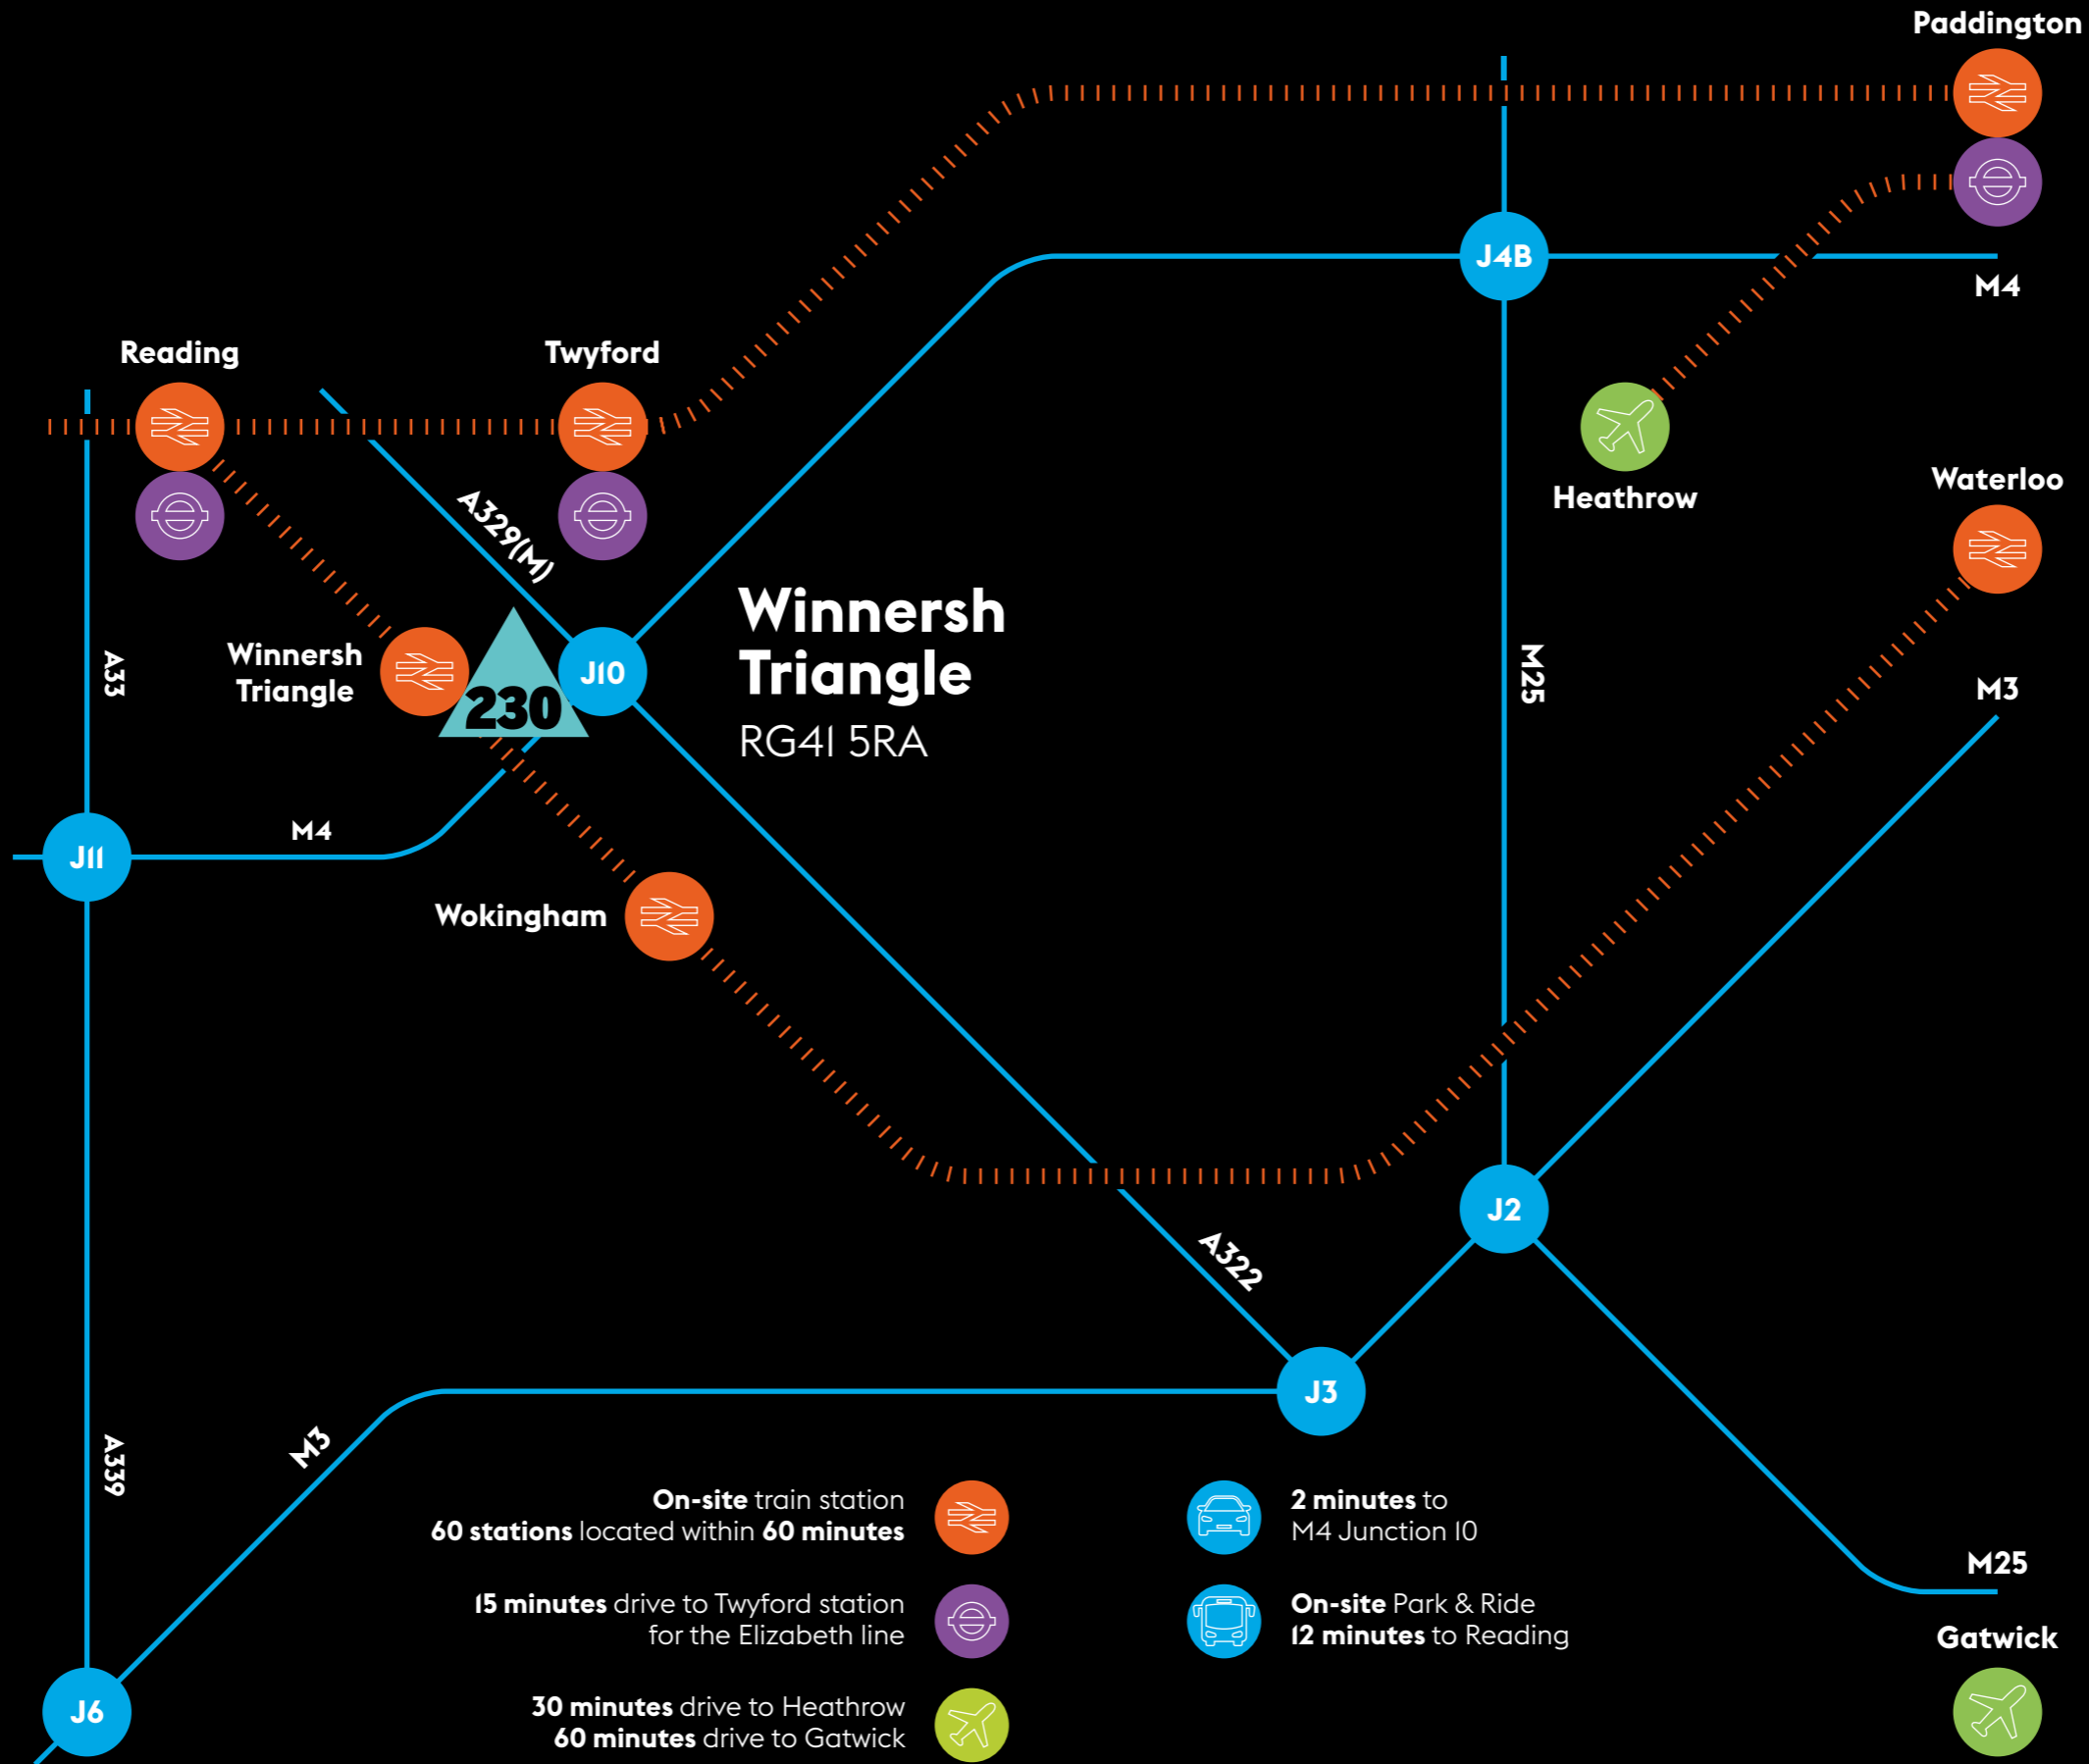 Paddington
J4B
M4
Reading
Twyford
Heathrow
Waterloo
A329(M)
Winnersh
Triangle
RG41 5RA
Winnersh
Triangle
230
J10
A33
M25
M3
M4
J11
Wokingham
J2
A322
J3
A339
M3
On-site train station
60 stations located within 60 minutes
15 minutes drive to Twyford station
for the Elizabeth line
30 minutes drive to Heathrow
60 minutes drive to Gatwick
2 minutes to
M4 Junction 10
On-site Park & Ride
12 minutes to Reading
M25
Gatwick
J6